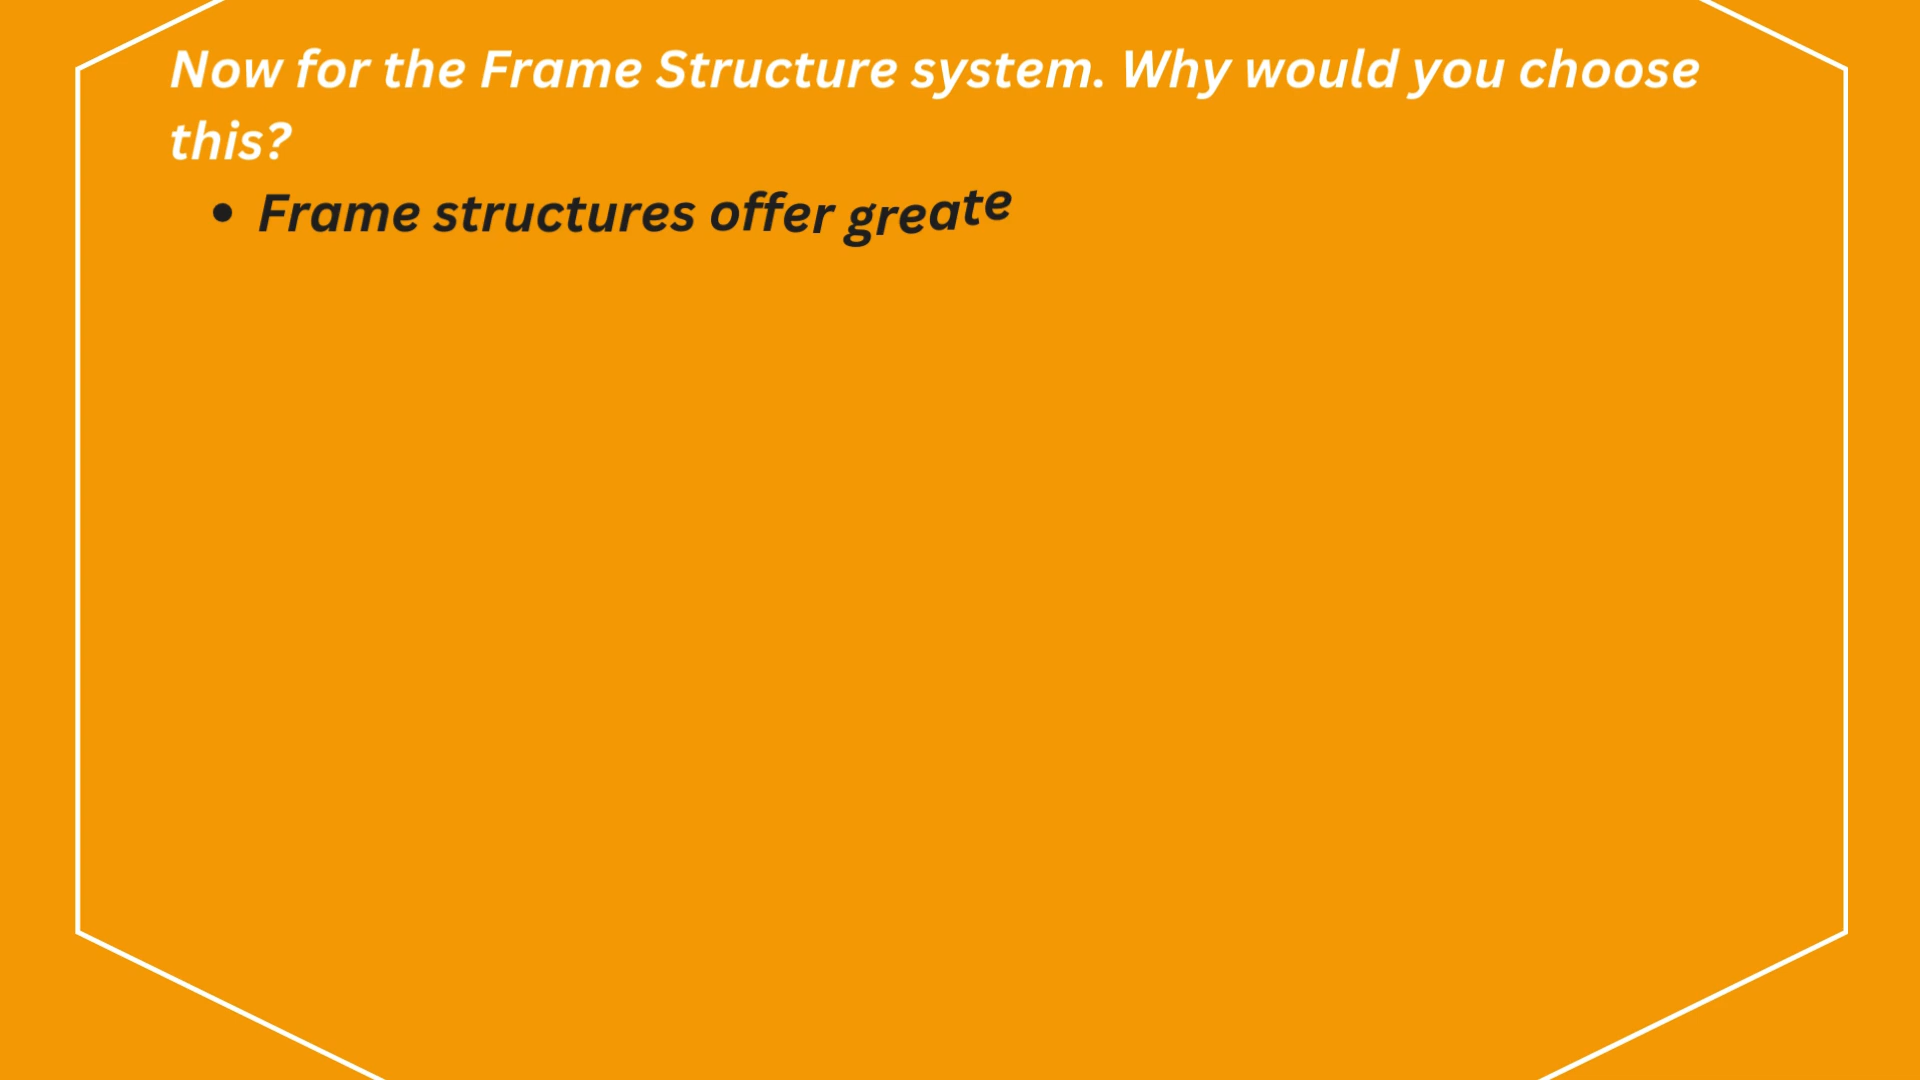 Now for the Frame Structure system. Why would you choose
this?
• Frame structures offer greate